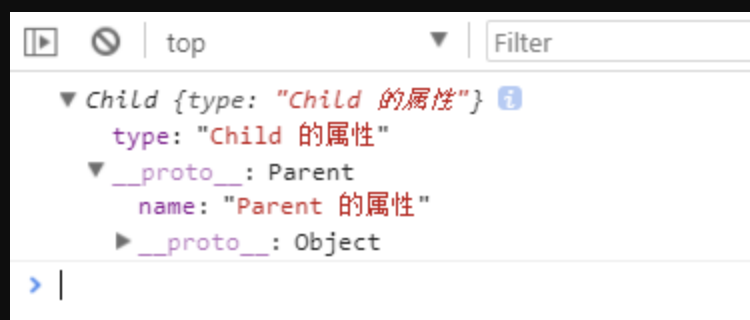 top Filter
Child {type: "Child 的属性"} i
type: "Child 的属性"
__proto__: Parent
name: "Parent 的属性"
__proto__: Object